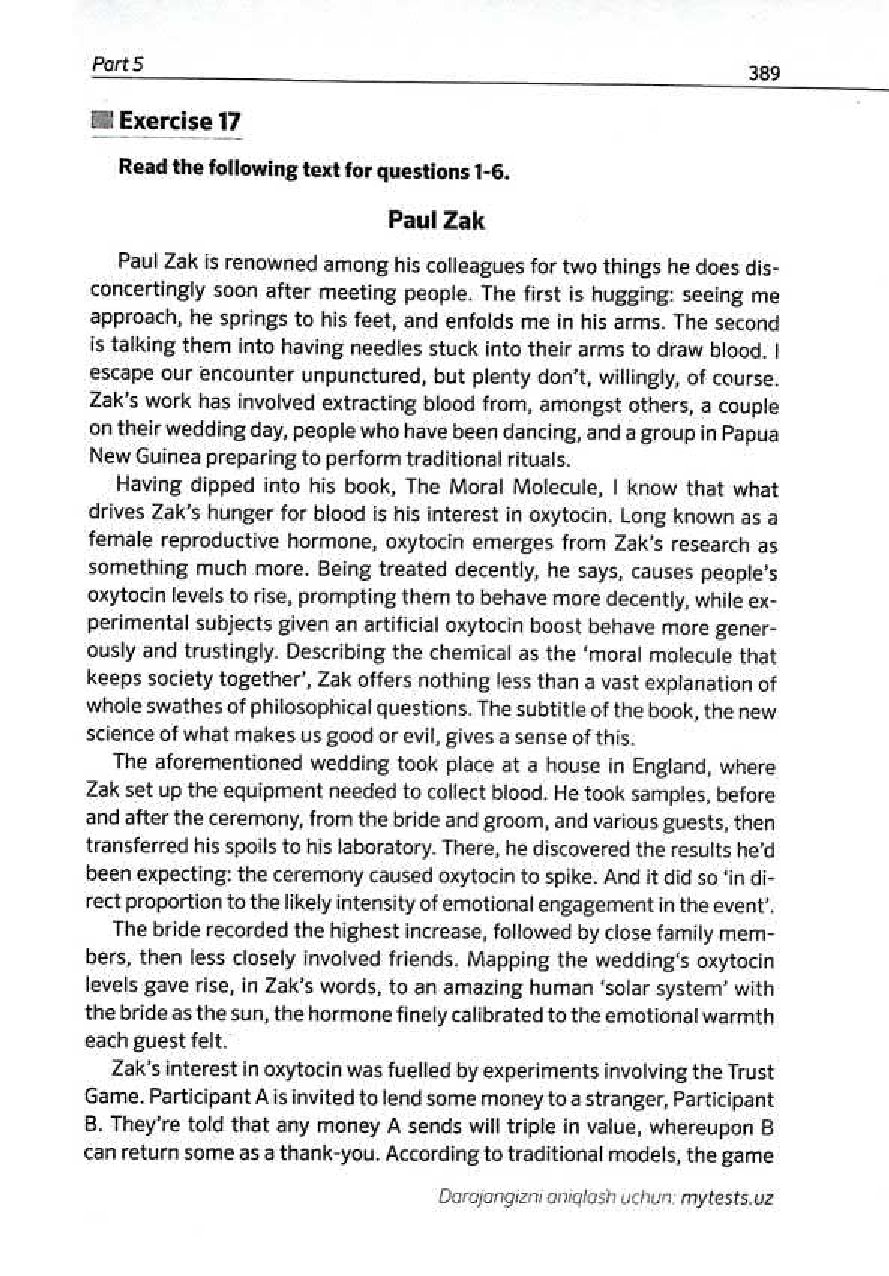 Part 5
389
Exercise 17
Read the following text for questions 1-6.
Paul Zak
Paul Zak is renowned among his colleagues for two things he does dis-
concertingly soon after meeting people. The first is hugging: seeing me
approach, he springs to his feet, and enfolds me in his arms. The second
is talking them into having needles stuck into their arms to draw blood. I
escape our encounter unpunctured, but plenty don't, willingly, of course.
Zak's work has involved extracting blood from, amongst others, a couple
on their wedding day, people who have been dancing, and a group in Papua
New Guinea preparing to perform traditional rituals.
Having dipped into his book, The Moral Molecule, I know that what
drives Zak's hunger for blood is his interest in oxytocin. Long known as a
female reproductive hormone, oxytocin emerges from Zak's research as
something much more. Being treated decently, he says, causes people's
oxytocin levels to rise, prompting them to behave more decently, while ex-
perimental subjects given an artificial oxytocin boost behave more gener-
ously and trustingly. Describing the chemical as the 'moral molecule that
keeps society together', Zak offers nothing less than a vast explanation of
whole swathes of philosophical questions. The subtitle of the book, the new
science of what makes us good or evil, gives a sense of this.
The aforementioned wedding took place at a house in England, where
Zak set up the equipment needed to collect blood. He took samples, before
and after the ceremony, from the bride and groom, and various guests, then
transferred his spoils to his laboratory. There, he discovered the results he'd
been expecting: the ceremony caused oxytocin to spike. And it did so 'in di-
rect proportion to the likely intensity of emotional engagement in the event'.
The bride recorded the highest increase, followed by close family mem-
bers, then less closely involved friends. Mapping the wedding's oxytocin
levels gave rise, in Zak's words, to an amazing human 'solar system' with
the bride as the sun, the hormone finely calibrated to the emotional warmth
each guest felt.
Zak's interest in oxytocin was fuelled by experiments involving the Trust
Game. Participant A is invited to lend some money to a stranger, Participant
B. They're told that any money A sends will triple in value, whereupon B
can return some as a thank-you. According to traditional models, the game
Darajangizni aniqlash uchun: mytests.uz